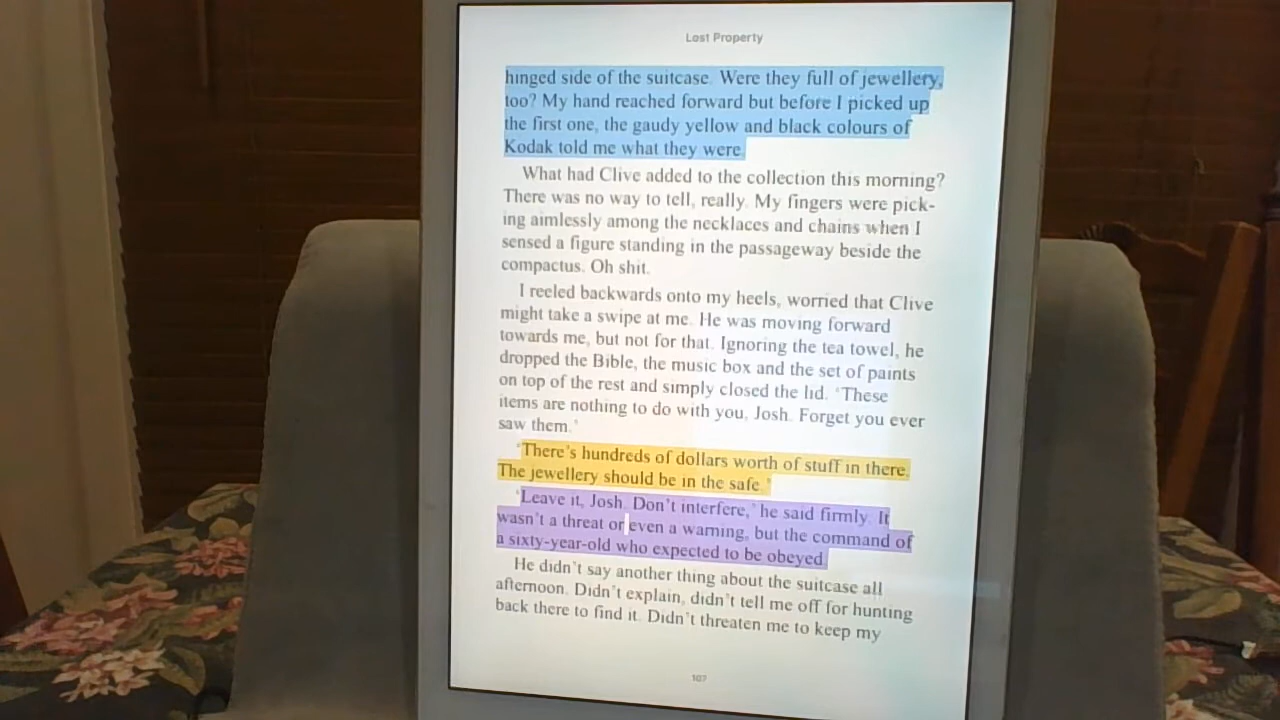 Lost Property
hinged side of the suitcase. Were they full of jewellery,
too? My hand reached forward but before I picked up
the first one, the gaudy yellow and black colours of
Kodak told me what they were.
What had Clive added to the collection this morning?
There was no way to tell, really. My fingers were pick-
ing aimlessly among the necklaces and chains when I
sensed a figure standing in the passageway beside the
compactus. Oh shit.
I reeled backwards onto my heels, worried that Clive
might take a swipe at me. He was moving forward
towards me, but not for that. Ignoring the tea towel, he
dropped the Bible, the music box and the set of paints
on top of the rest and simply closed the lid. ‘These
items are nothing to do with you, Josh. Forget you ever
saw them.’
‘There’s hundreds of dollars worth of stuff in there.
The jewellery should be in the safe.’
‘Leave it, Josh. Don’t interfere,’ he said firmly. It
wasn’t a threat or even a warning, but the command of
a sixty-year-old who expected to be obeyed.
He didn’t say another thing about the suitcase all
afternoon. Didn’t explain, didn’t tell me off for hunting
back there to find it. Didn’t threaten me to keep my
107